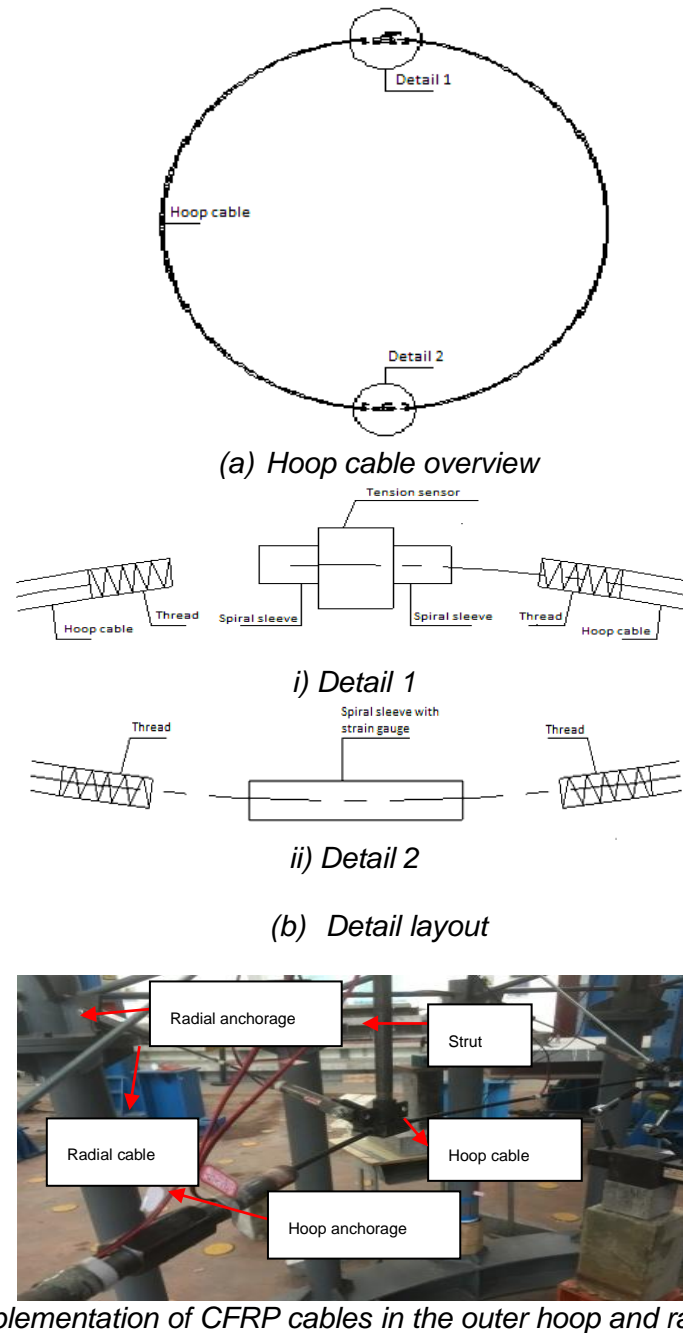 Detail 1
Hoop cable
Detail 2
(a) Hoop cable overview
Tension sensor
Spiral sleeve
Spiral sleeve
Thread
Thread
Hoop cable
Hoop cable
i) Detail 1
Spiral sleeve with
strain gauge
Thread
Thread
ii) Detail 2
(b) Detail layout
Radial anchorage
Strut
Radial cable
Hoop cable
Hoop anchorage
plementation of CFRP cables in the outer hoop and ra